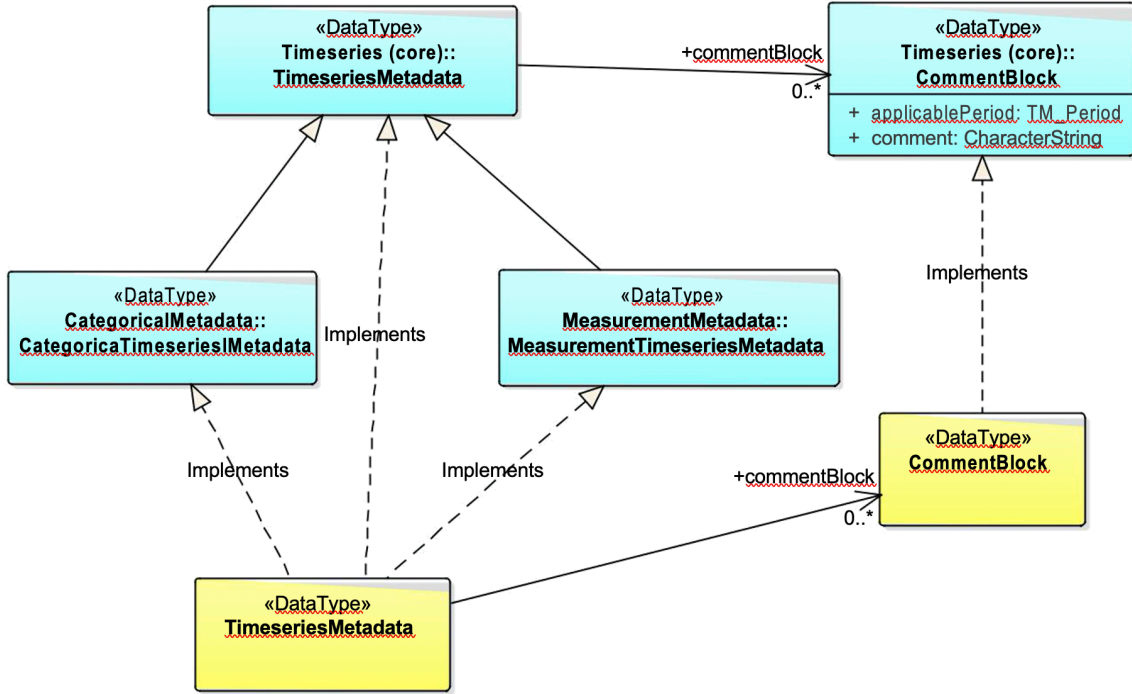 «DataType»
Timeseries (core)::
TimeseriesMetadata
+commentBlock
0..*
«DataType»
Timeseries (core)::
CommentBlock
+ applicablePeriod: TM_Period
+ comment: CharacterString
«DataType»
CategoricalMetadata::
CategoricaTimeserieslMetadata
Implements
«DataType»
MeasurementMetadata::
MeasurementTimeseriesMetadata
Implements
Implements
Implements
«DataType»
CommentBlock
+commentBlock
0..*
«DataType»
TimeseriesMetadata